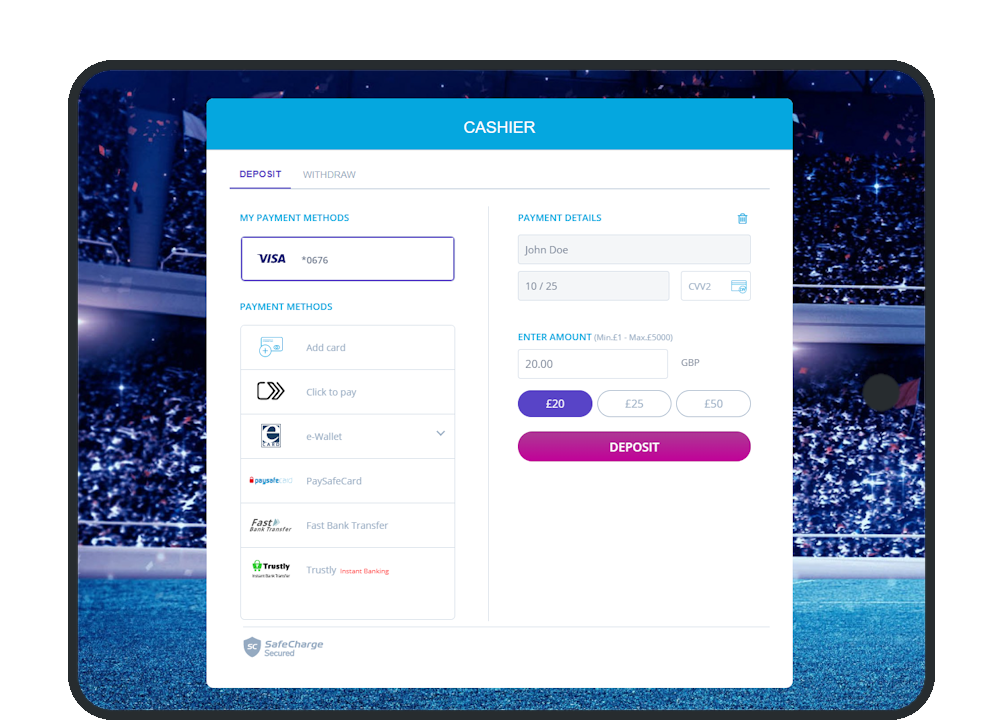 CASHIER
DEPOSIT WITHDRAW
MY PAYMENT METHODS
VISA *0676
PAYMENT METHODS
Add card
Click to pay
e-Wallet
paysafecard PaySafeCard
Fast Bank Transfer Fast Bank Transfer
Trustly Instant Bank Transfer Trustly Instant Banking
PAYMENT DETAILS
John Doe
10 / 25 CVV2
ENTER AMOUNT (Min.£1 - Max.£5000)
20.00 GBP
£20 £25 £50
DEPOSIT
SC SafeCharge
Secured